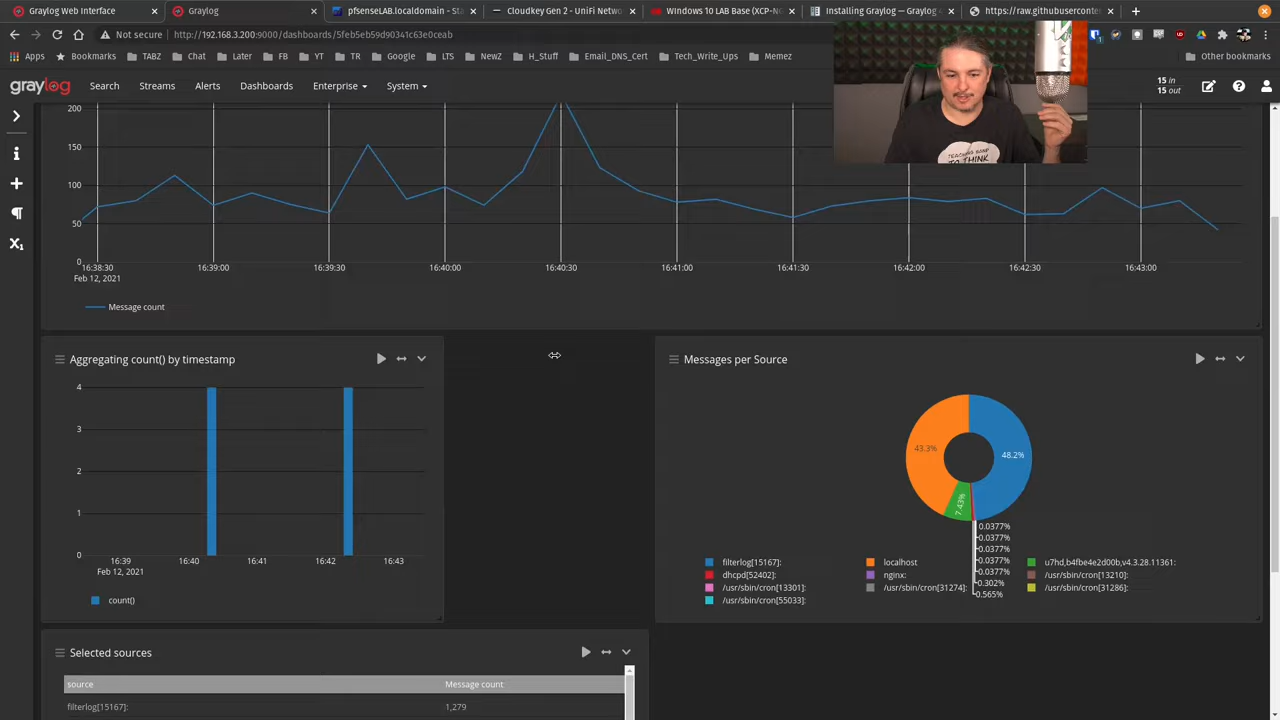 Graylog Web Interface
Graylog
pfsenseLAB.localdomain - Sta
Cloudkey Gen 2 - UniFi Netwo
Windows 10 LAB Base (XCP-N
Installing Graylog — Graylog 4
https://raw.githubuserconte
Not secure
http://192.168.3.200:9000/dashboards/5fed6eb59d90341c63e0ceab
Apps
Bookmarks
TABZ
Chat
Later
FB
YT
TR
Google
LTS
NewZ
H_Stuff
Email_DNS_Cert
Tech_Write_Ups
Memez
Other bookmarks
graylog
Search
Streams
Alerts
Dashboards
Enterprise
System
15 in
15 out
TO THINK
200
150
100
50
0
16:38:30
16:39:00
16:39:30
16:40:00
16:40:30
16:41:00
16:41:30
16:42:00
16:42:30
16:43:00
Feb 12, 2021
Message count
Aggregating count() by timestamp
4
3
2
1
0
16:39
16:40
16:41
16:42
16:43
Feb 12, 2021
count()
Messages per Source
43.3%
48.2%
7.43%
0.0377%
0.0377%
0.0377%
0.0377%
0.0377%
0.302%
0.565%
filterlog[15167]:
localhost
u7hd,b4fbe4e2d00b,v4.3.28.11361:
dhcpd[52402]:
nginx:
/usr/sbin/cron[13210]:
/usr/sbin/cron[13301]:
/usr/sbin/cron[31274]:
/usr/sbin/cron[31286]:
/usr/sbin/cron[55033]:
Selected sources
source
Message count
filterlog[15167]:
1,279